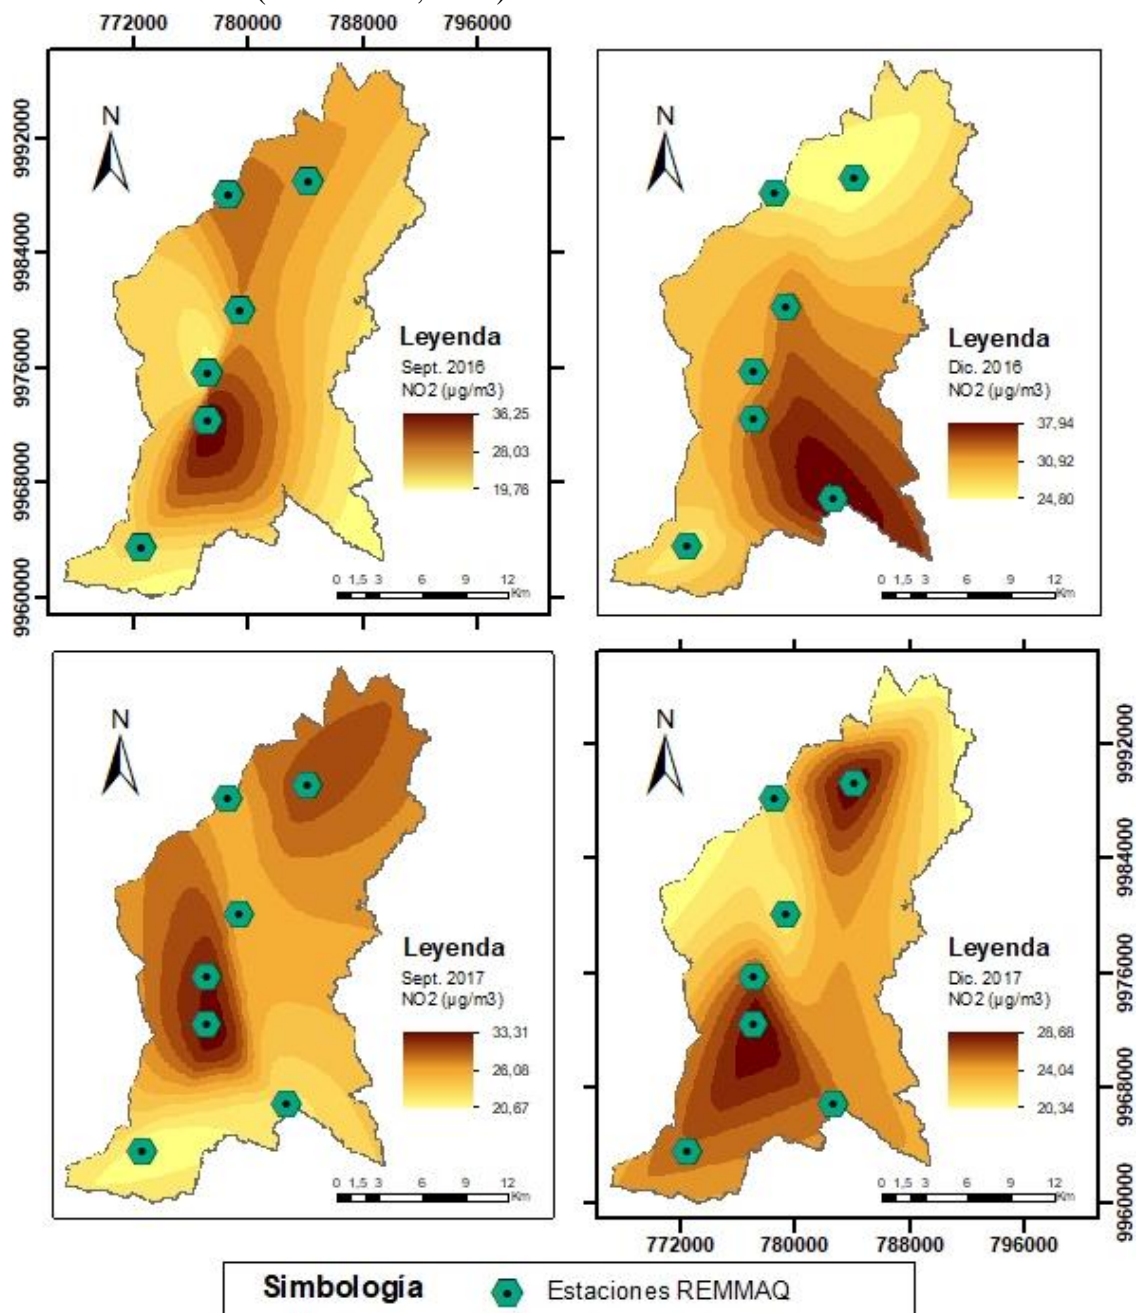 772000 780000 788000 796000
9992000
9984000
9976000
9968000
9960000
N
Leyenda
Sept. 2016
NO2 (µg/m3)
36,25
28,03
19,76
0 1,5 3 6 9 12
Km
N
Leyenda
Dic. 2016
NO2 (µg/m3)
37,94
30,92
24,80
0 1,5 3 6 9 12
Km
N
Leyenda
Sept. 2017
NO2 (µg/m3)
33,31
26,08
20,67
0 1,5 3 6 9 12
Km
N
Leyenda
Dic. 2017
NO2 (µg/m3)
28,68
24,04
20,34
0 1,5 3 6 9 12
Km
9992000
9984000
9976000
9968000
9960000
772000 780000 788000 796000
Simbología Estaciones REMMAQ